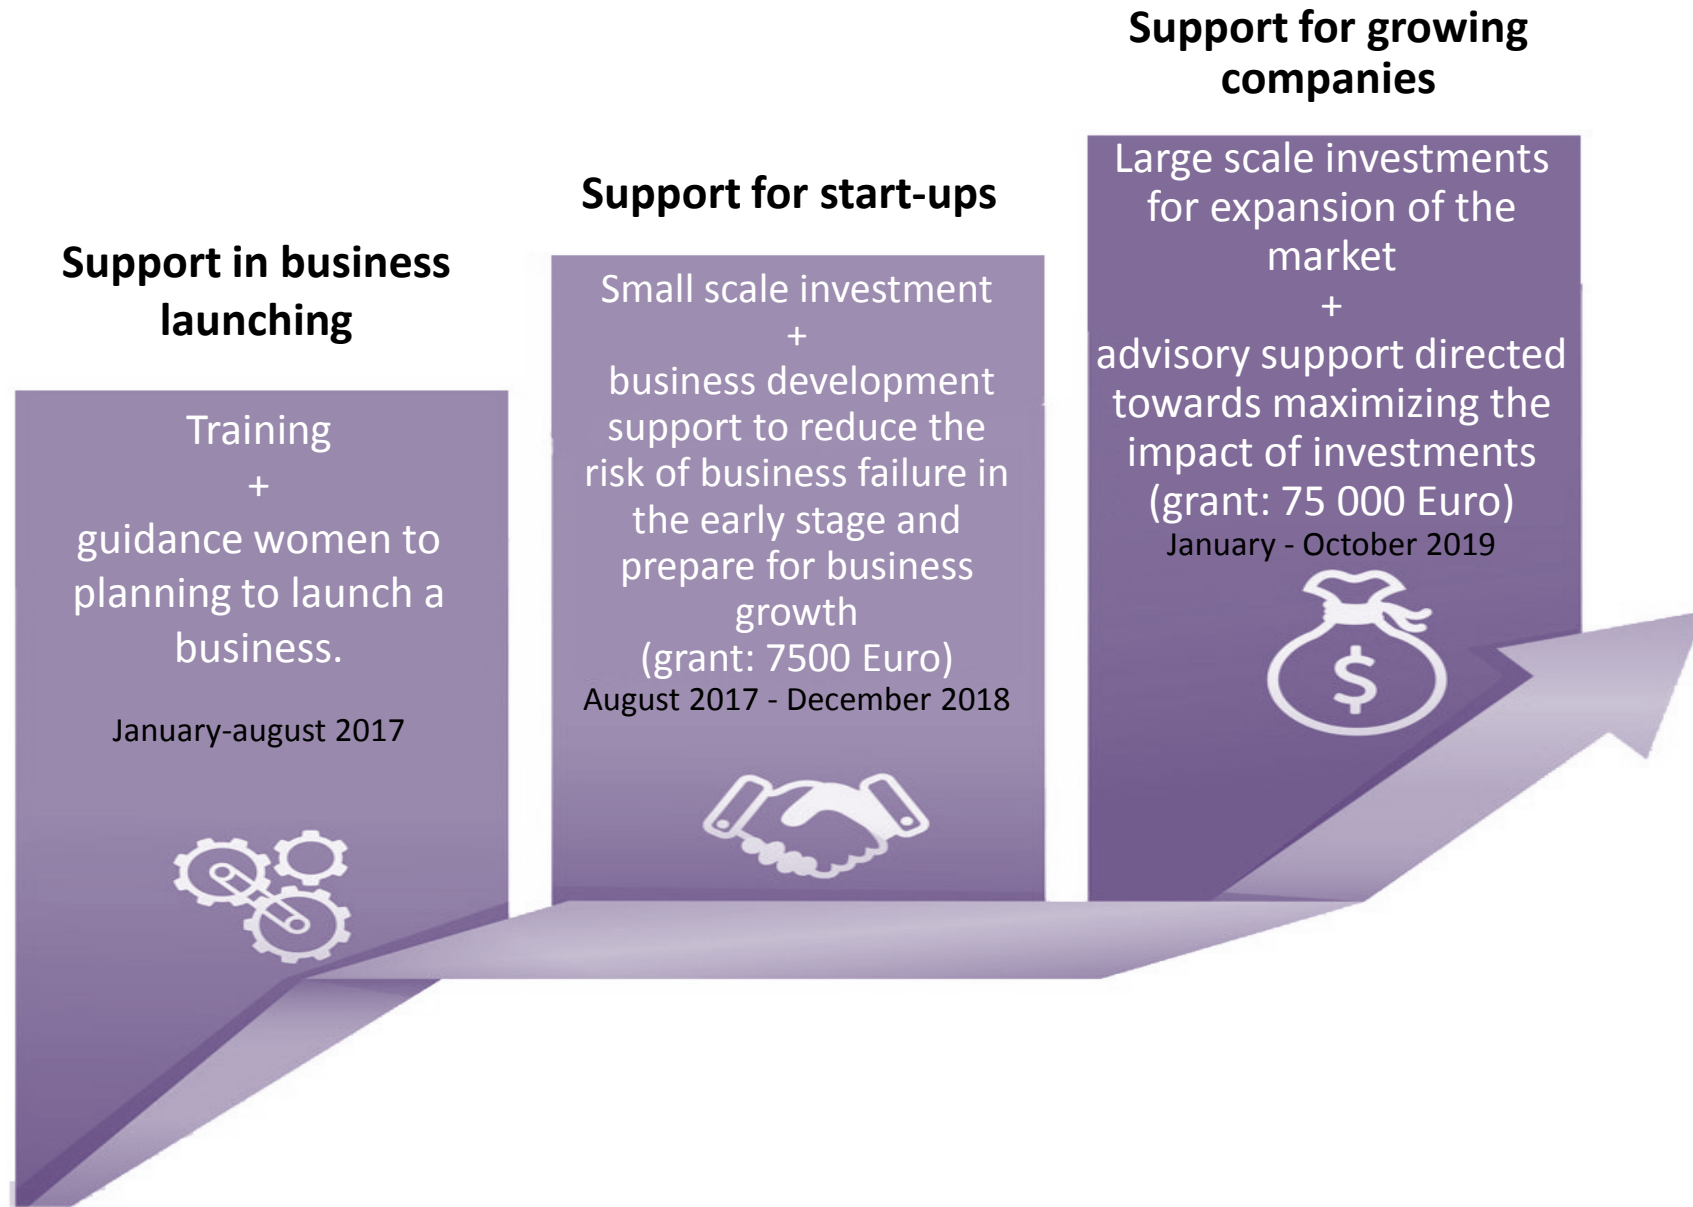 Support in business
launching
Training
+
guidance women to
planning to launch a
business.
January-august 2017
Support for start-ups
Small scale investment
+
business development
support to reduce the
risk of business failure in
the early stage and
prepare for business
growth
(grant: 7500 Euro)
August 2017 - December 2018
Support for growing
companies
Large scale investments
for expansion of the
market
+
advisory support directed
towards maximizing the
impact of investments
(grant: 75 000 Euro)
January - October 2019
$